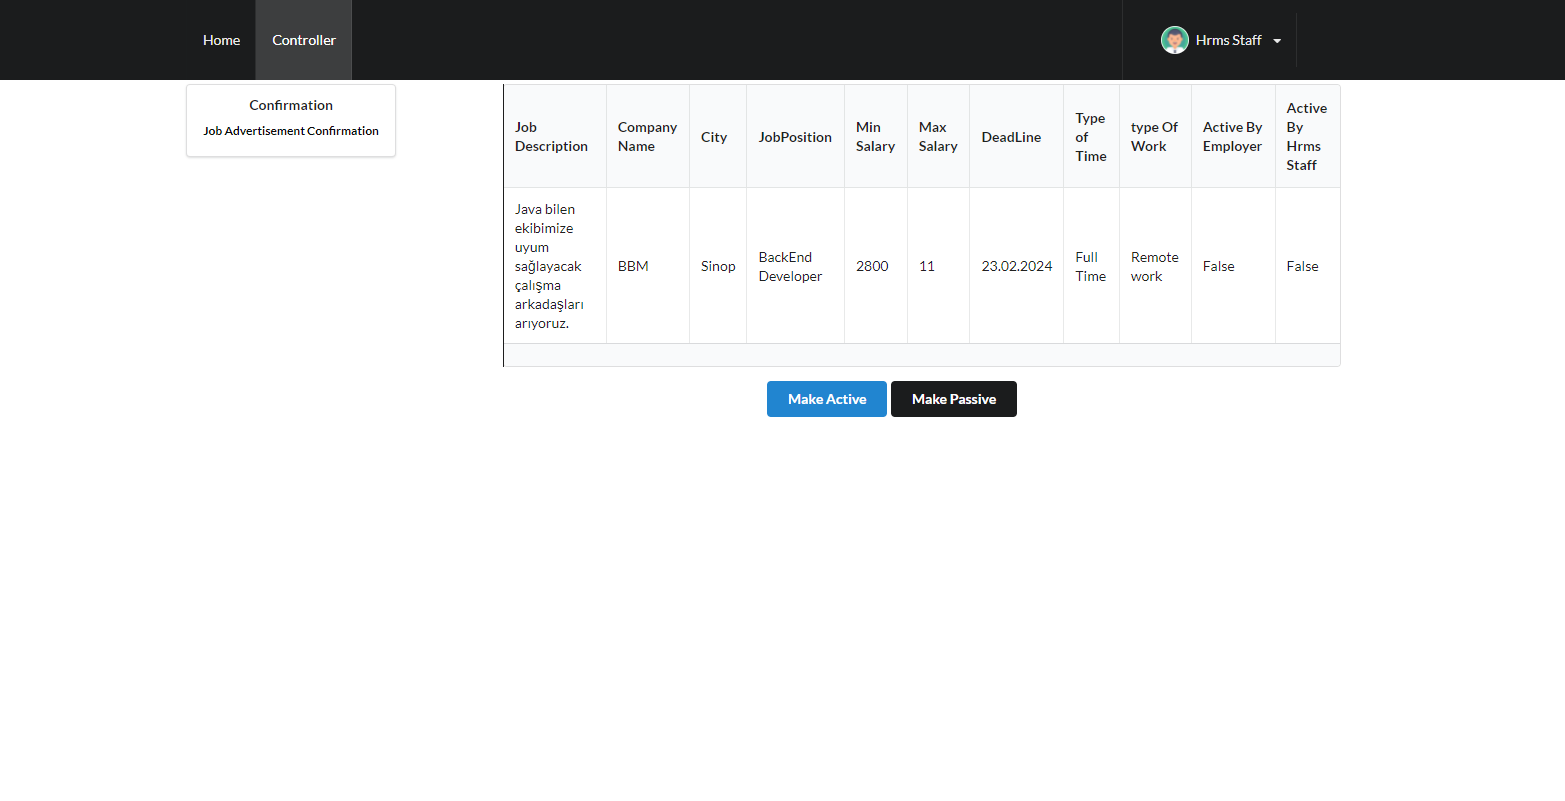 Home
Controller
Hrms Staff
Confirmation
Job Advertisement Confirmation
Job
Description
Company
Name
City
JobPosition
Min
Salary
Max
Salary
DeadLine
Type
of
Time
type Of
Work
Active By
Employer
Active
By
Hrms
Staff
Java bilen
ekibimize
uyum
sağlayacak
çalışma
arkadaşları
arıyoruz.
BBM
Sinop
BackEnd
Developer
2800
11
23.02.2024
Full
Time
Remote
work
False
False
Make Active
Make Passive